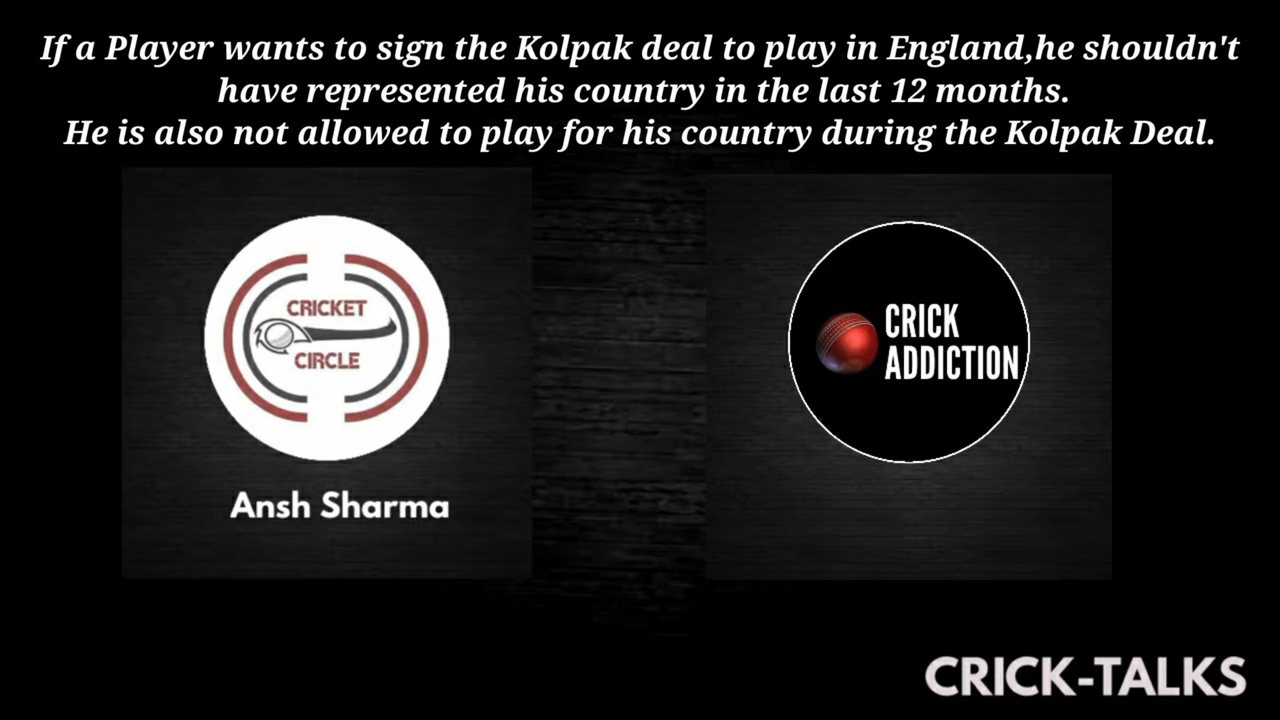 If a Player wants to sign the Kolpak deal to play in England,he shouldn't
have represented his country in the last 12 months.
He is also not allowed to play for his country during the Kolpak Deal.
CRICKET
CIRCLE
CRICK
ADDICTION
Ansh Sharma
CRICK-TALKS